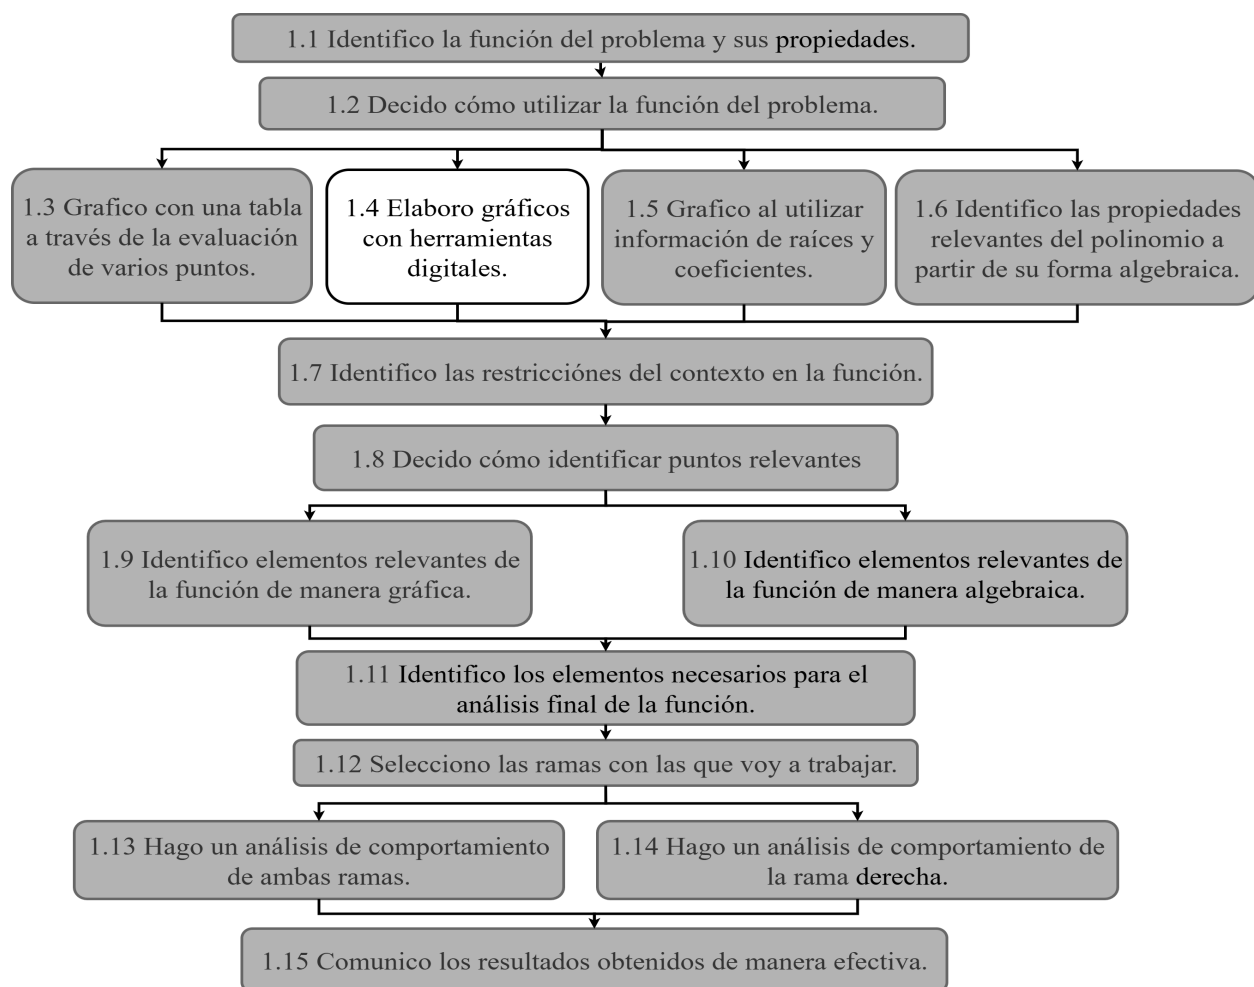 1.1 Identifico la función del problema y sus propiedades.
1.2 Decido cómo utilizar la función del problema.
1.3 Grafico con una tabla
a través de la evaluación
de varios puntos.
1.4 Elaboro gráficos
con herramientas
digitales.
1.5 Grafico al utilizar
información de raíces y
coeficientes.
1.6 Identifico las propiedades
relevantes del polinomio a
partir de su forma algebraica.
1.7 Identifico las restricciónes del contexto en la función.
1.8 Decido cómo identificar puntos relevantes
1.9 Identifico elementos relevantes de
la función de manera gráfica.
1.10 Identifico elementos relevantes de
la función de manera algebraica.
1.11 Identifico los elementos necesarios para el
análisis final de la función.
1.12 Selecciono las ramas con las que voy a trabajar.
1.13 Hago un análisis de comportamiento
de ambas ramas.
1.14 Hago un análisis de comportamiento de
la rama derecha.
1.15 Comunico los resultados obtenidos de manera efectiva.